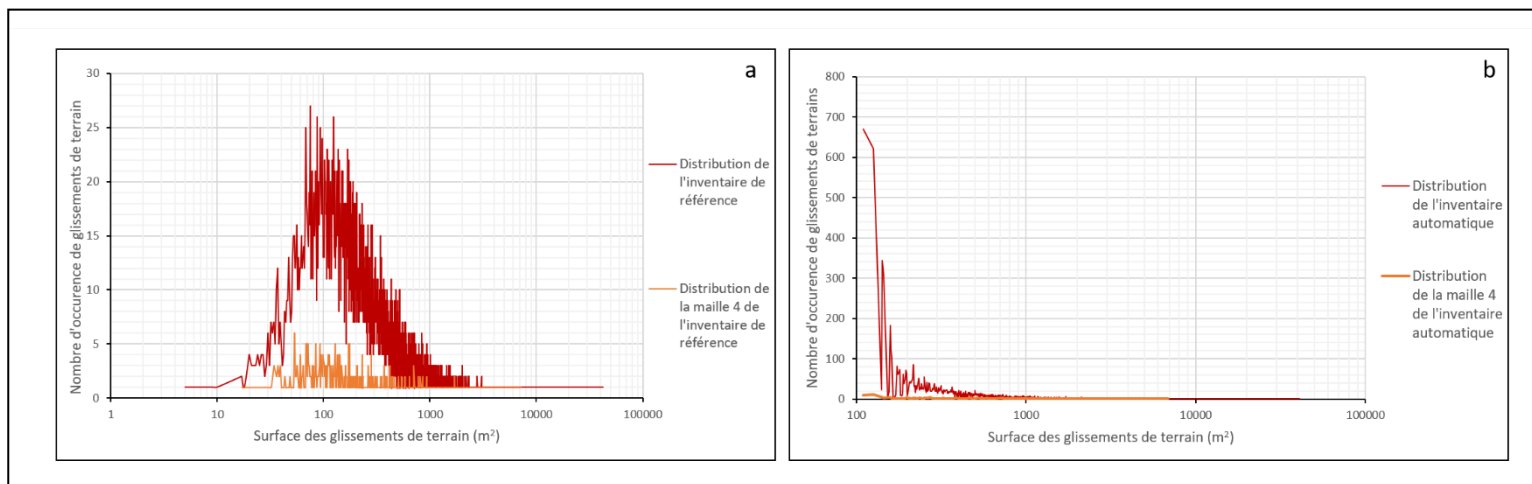 a
30
25
20
15
10
5
0
1 10 100 1000 10000 100000
Nombre d'occurence de glissements de terrain
Surface des glissements de terrain (m²)
Distribution de
l'inventaire de
référence
Distribution de
la maille 4 de
l'inventaire de
référence
b
800
700
600
500
400
300
200
100
0
100 1000 10000 100000
Nombre d'occurence de glissements de terrains
Surface des glissements de terrain (m²)
Distribution
de l'inventaire
automatique
Distribution
de la maille 4
de l'inventaire
automatique